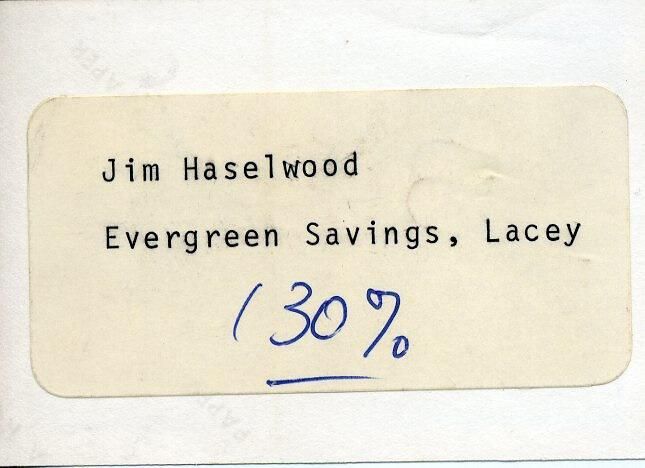 Jim Haselwood
Evergreen Savings, Lacey
130%